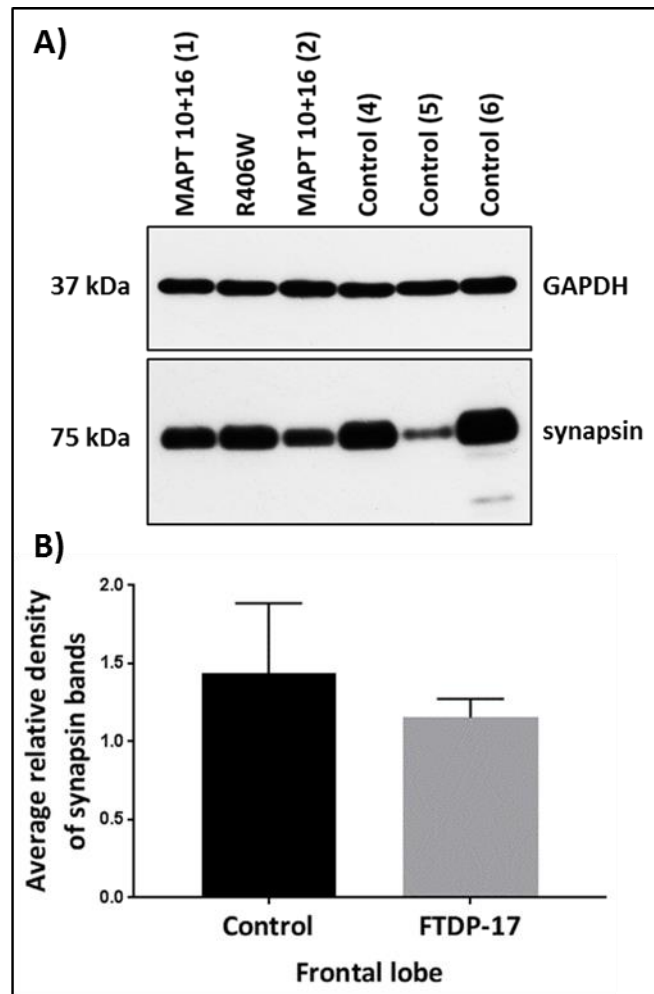 A)
MAPT 10+16 (1)
R406W
MAPT 10+16 (2)
Control (4)
Control (5)
Control (6)
37 kDa
GAPDH
75 kDa
synapsin
B)
Average relative density
of synapsin bands
2.0
1.5
1.0
0.5
0.0
Control
FTDP-17
Frontal lobe